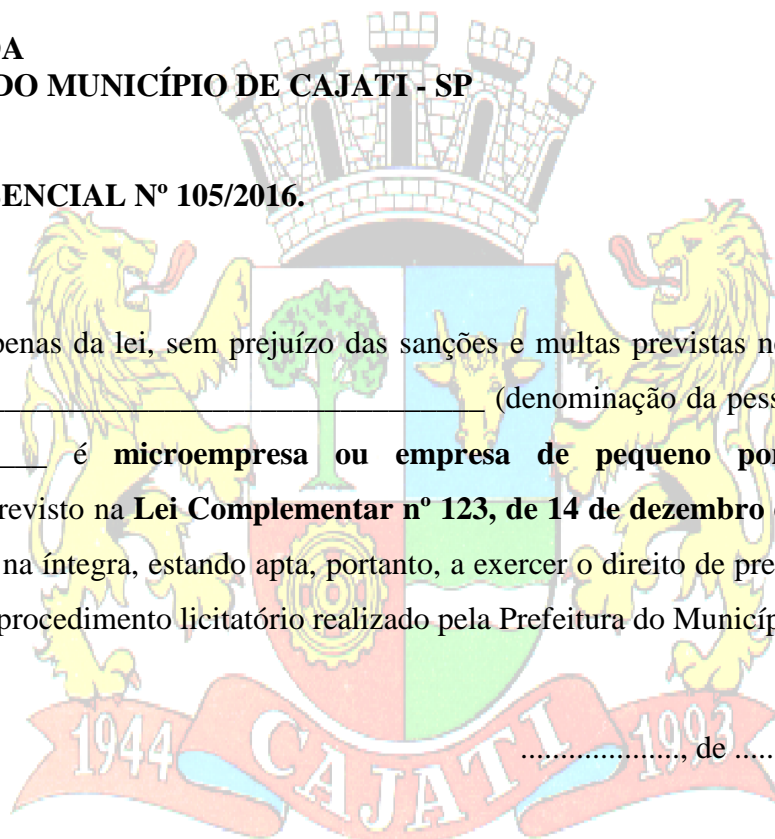 DA
DO MUNICÍPIO DE CAJATI - SP
ENCIAL Nº 105/2016.
penas da lei, sem prejuízo das sanções e multas previstas n
_______________________________ (denominação da pess
___ é microempresa ou empresa de pequeno por
revisto na Lei Complementar nº 123, de 14 de dezembro
na íntegra, estando apta, portanto, a exercer o direito de pre
procedimento licitatório realizado pela Prefeitura do Municíp
...................., de .....
1944 CAJATI 1993